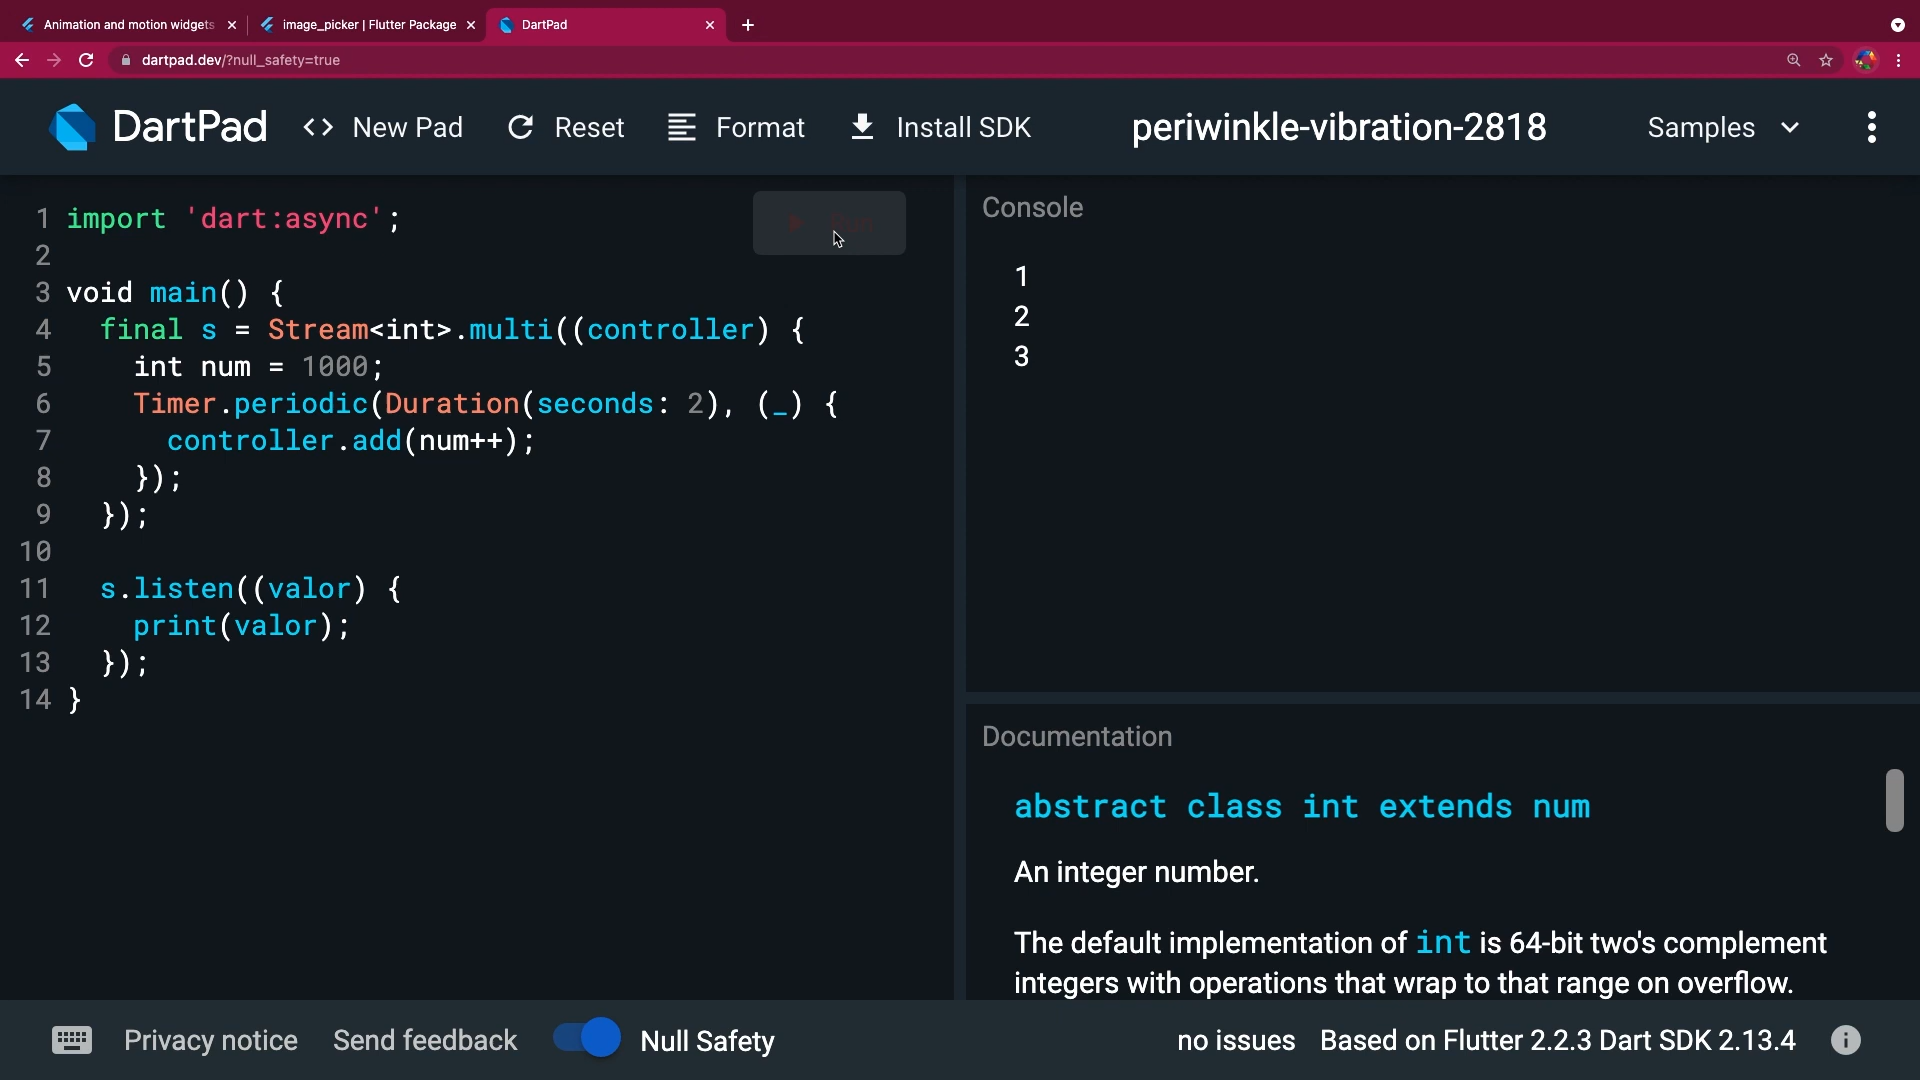 Animation and motion widgets
image_picker | Flutter Package
DartPad
dartpad.dev/?null_safety=true
DartPad
<> New Pad
Reset
Format
Install SDK
periwinkle-vibration-2818
Samples
1 import 'dart:async';
2
3 void main() {
4 final s = Stream<int>.multi((controller) {
5 int num = 1000;
6 Timer.periodic(Duration(seconds: 2), (_) {
7 controller.add(num++);
8 });
9 });
10
11 s.listen((valor) {
12 print(valor);
13 });
14 }
Run
Console
1
2
3
Documentation
abstract class int extends num
An integer number.
The default implementation of int is 64-bit two's complement
integers with operations that wrap to that range on overflow.
Privacy notice
Send feedback
Null Safety
no issues
Based on Flutter 2.2.3 Dart SDK 2.13.4